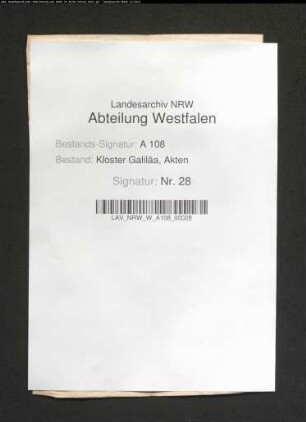 Landesarchiv NRW
Abteilung Westfalen
Bestands-Signatur: A 108
Bestand: Kloster Galiläa, Akten
Signatur: Nr. 28
LAV_NRW_W_A108_00028